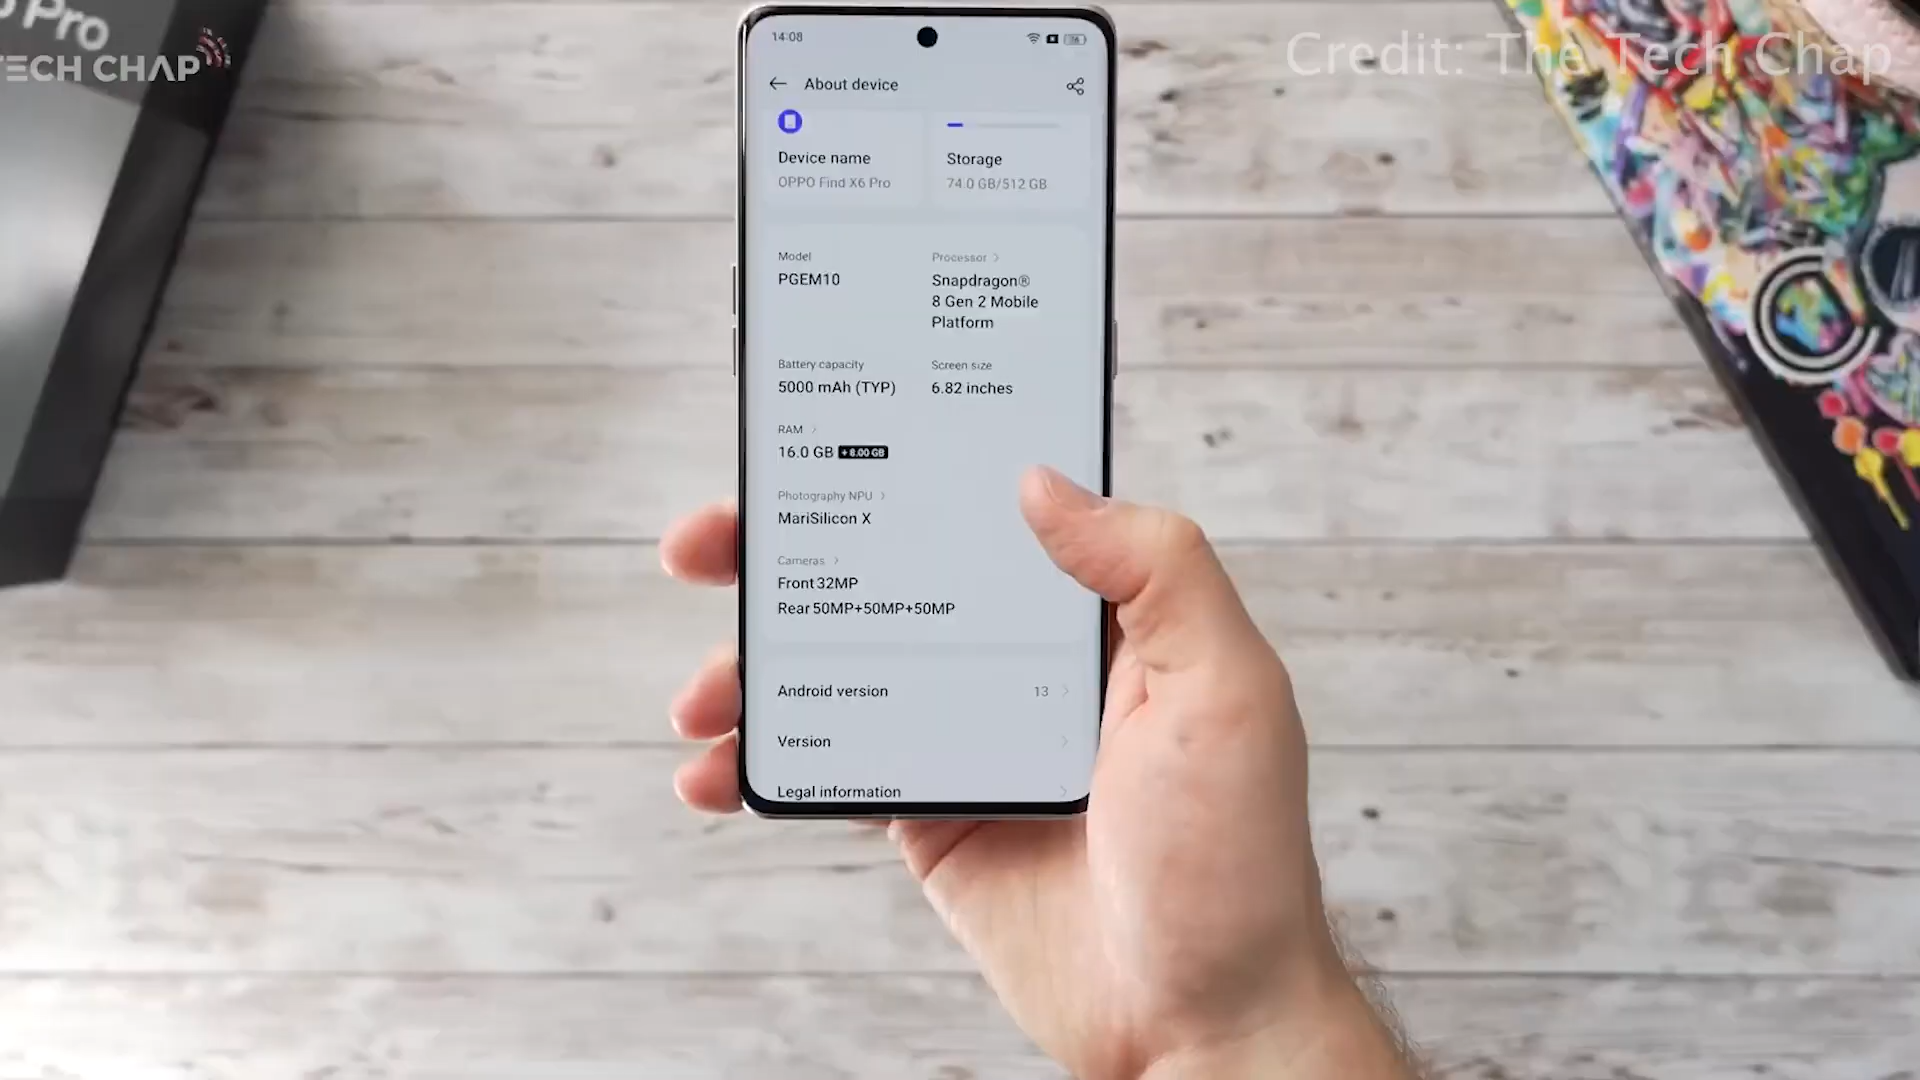 Pro
TECH CHAP
Credit: The Tech Chap
14:08
About device
Device name
OPPO Find X6 Pro
Storage
74.0 GB/512 GB
Model
PGEM10
Processor >
Snapdragon®
8 Gen 2 Mobile
Platform
Battery capacity
5000 mAh (TYP)
Screen size
6.82 inches
RAM >
16.0 GB +8.00 GB
Photography NPU >
MariSilicon X
Cameras >
Front 32MP
Rear 50MP+50MP+50MP
Android version 13 >
Version >
Legal information >